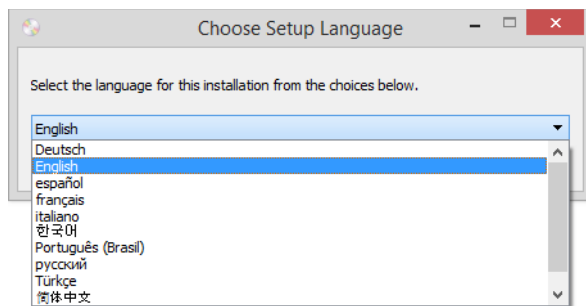 Choose Setup Language
Select the language for this installation from the choices below.
English
Deutsch
English
español
français
italiano
한국어
Português (Brasil)
русский
Türkçe
简体中文